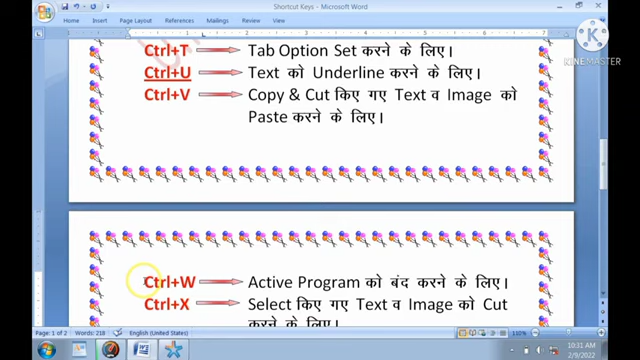 Shortcut Keys - Microsoft Word
Home Insert Page Layout References Mailings Review View
KINEMASTER
Ctrl+T Tab Option Set करने के लिए।
Ctrl+U Text को Underline करने के लिए।
Ctrl+V Copy & Cut किए गए Text व Image को
Paste करने के लिए।
Ctrl+W Active Program को बंद करने के लिए।
Ctrl+X Select किए गए Text व Image को Cut
करने के लिए।
Page: 1 of 2 Words: 218 English (United States) 110%
10:31 AM
2/9/2022